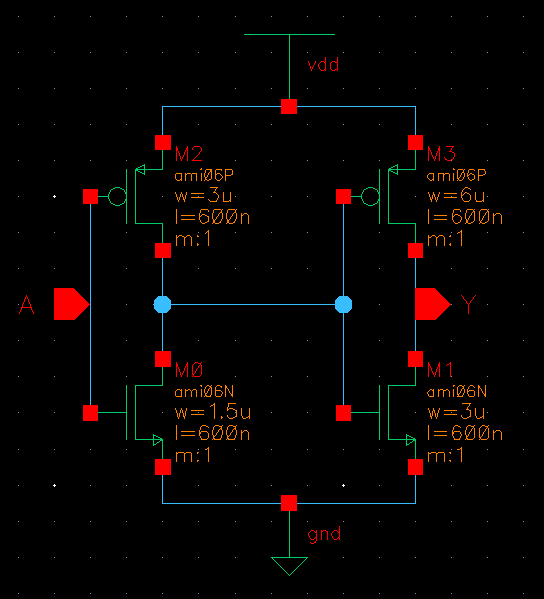 vdd
M2
ami06P
w=3u
l=600n
m:1
M3
ami06P
w=6u
l=600n
m:1
A
Y
M0
ami06N
w=1.5u
l=600n
m:1
M1
ami06N
w=3u
l=600n
m:1
gnd